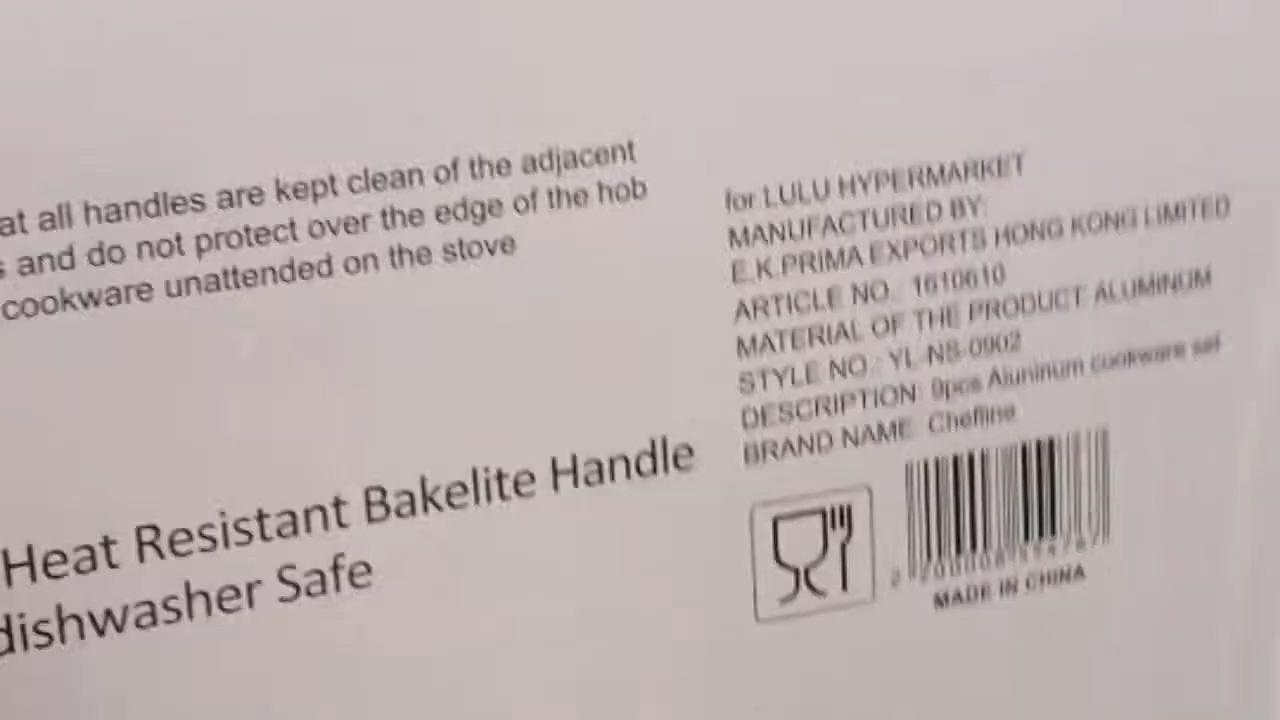 at all handles are kept clean of the adjacent
and do not protect over the edge of the hob
cookware unattended on the stove
Heat Resistant Bakelite Handle
dishwasher Safe
for LULU HYPERMARKET
MANUFACTURED BY:
E.K.PRIMA EXPORTS HONG KONG LIMITED
ARTICLE NO.: 1610610
MATERIAL OF THE PRODUCT ALUMINUM
STYLE NO.: YL-NS-0902
DESCRIPTION: 9pcs Aluninum cookware set
BRAND NAME: Chefline
MADE IN CHINA